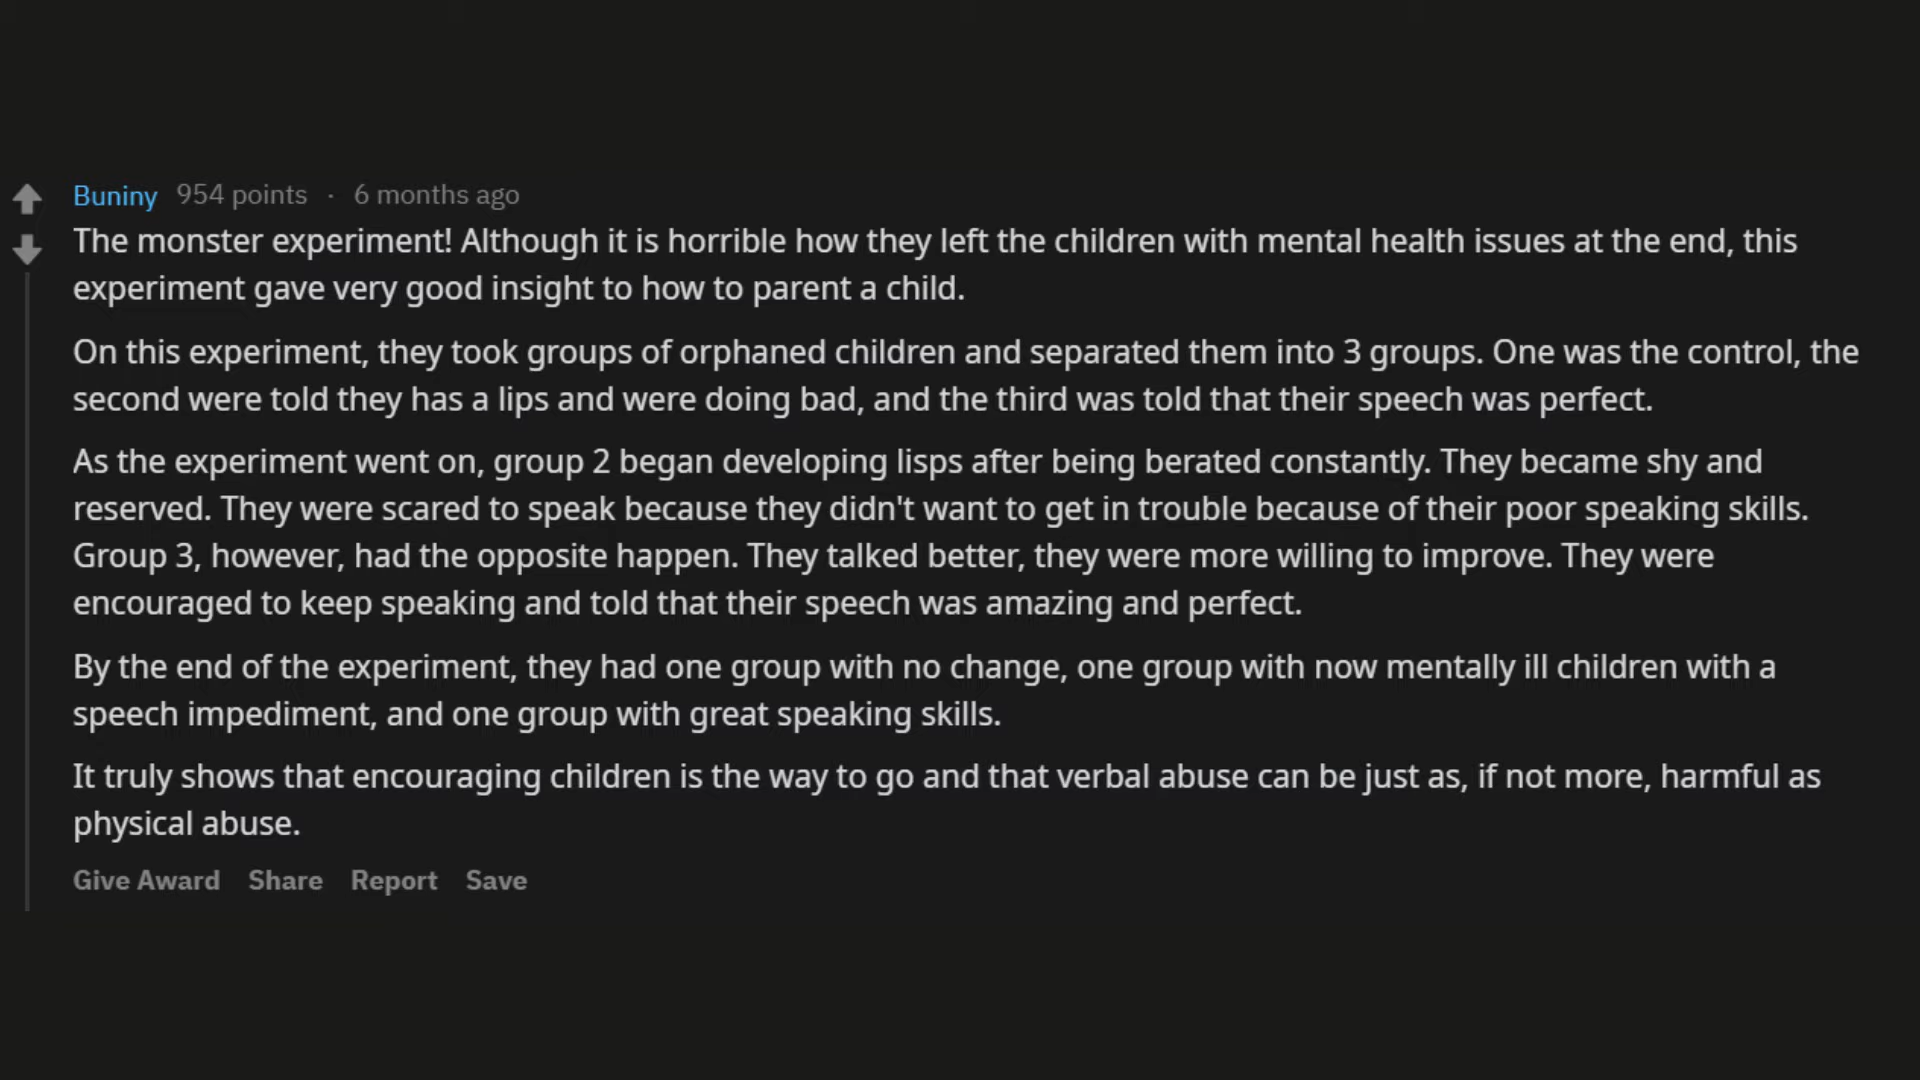 Buniny 954 points · 6 months ago
The monster experiment! Although it is horrible how they left the children with mental health issues at the end, this
experiment gave very good insight to how to parent a child.
On this experiment, they took groups of orphaned children and separated them into 3 groups. One was the control, the
second were told they has a lips and were doing bad, and the third was told that their speech was perfect.
As the experiment went on, group 2 began developing lisps after being berated constantly. They became shy and
reserved. They were scared to speak because they didn't want to get in trouble because of their poor speaking skills.
Group 3, however, had the opposite happen. They talked better, they were more willing to improve. They were
encouraged to keep speaking and told that their speech was amazing and perfect.
By the end of the experiment, they had one group with no change, one group with now mentally ill children with a
speech impediment, and one group with great speaking skills.
It truly shows that encouraging children is the way to go and that verbal abuse can be just as, if not more, harmful as
physical abuse.
Give Award Share Report Save